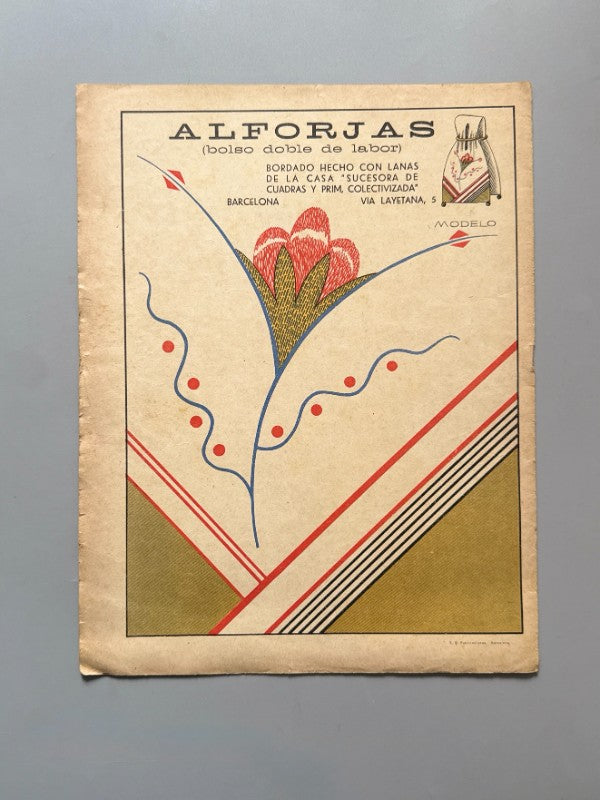 ALFORJAS
(bolso doble de labor)
BORDADO HECHO CON LANAS
DE LA CASA "SUCESORA DE
CUADRAS Y PRIM, COLECTIVIZADA"
BARCELONA VIA LAYETANA, 5
MODELO